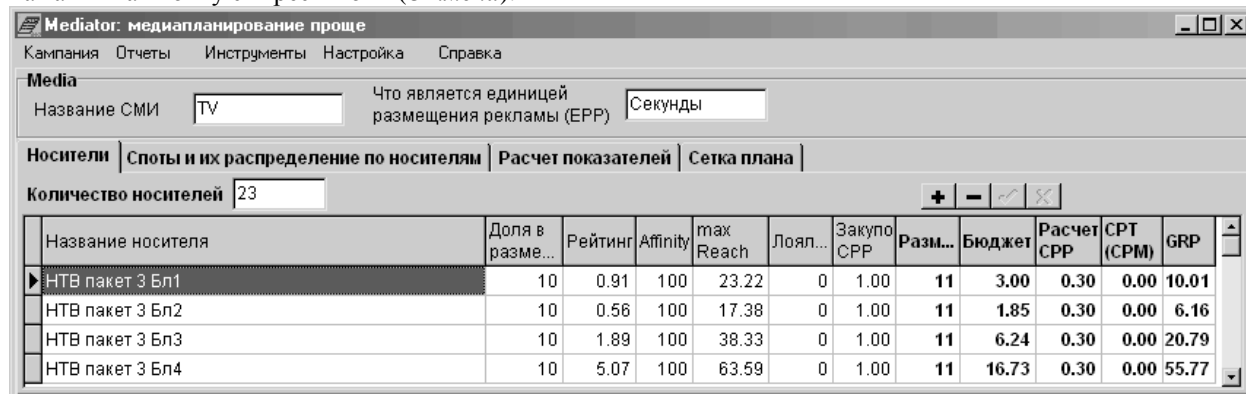 Mediator: медиапланирование проще
Кампания Отчеты Инструменты Настройка Справка
Media
Название СМИ TV Что является единицей размещения рекламы (ЕРР) Секунды
Носители Споты и их распределение по носителям Расчет показателей Сетка плана
Количество носителей 23
Название носителя Доля в разме... Рейтинг Affinity max Reach Лоял... Закупо CPP Разм... Бюджет Расчет CPP CPT (CPM) GRP
НТВ пакет 3 Бл1 10 0.91 100 23.22 0 1.00 11 3.00 0.30 0.00 10.01
НТВ пакет 3 Бл2 10 0.56 100 17.38 0 1.00 11 1.85 0.30 0.00 6.16
НТВ пакет 3 Бл3 10 1.89 100 38.33 0 1.00 11 6.24 0.30 0.00 20.79
НТВ пакет 3 Бл4 10 5.07 100 63.59 0 1.00 11 16.73 0.30 0.00 55.77